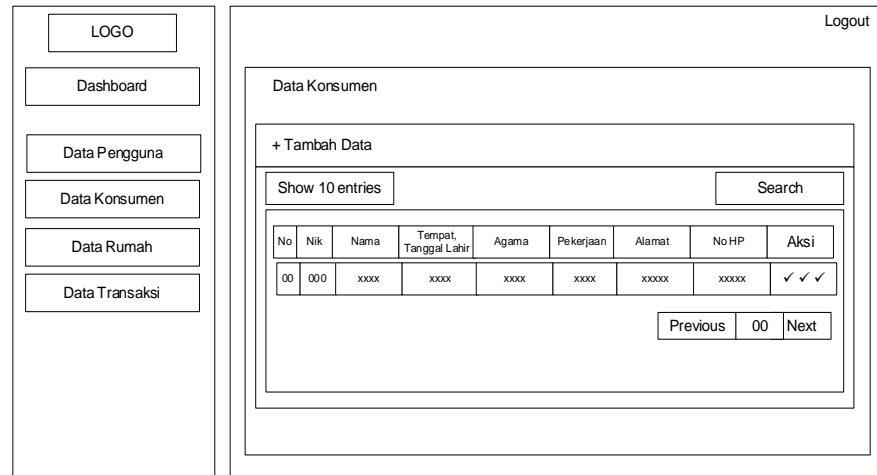 LOGO
Logout
Dashboard
Data Konsumen
Data Pengguna
+ Tambah Data
Data Konsumen
Show 10 entries
Search
Data Rumah
No Nik Nama Tempat, Tanggal Lahir Agama Pekerjaan Alamat No HP Aksi
Data Transaksi
00 000 xxxx xxxx xxxx xxxx xxxxx xxxxx ✓ ✓ ✓
Previous 00 Next